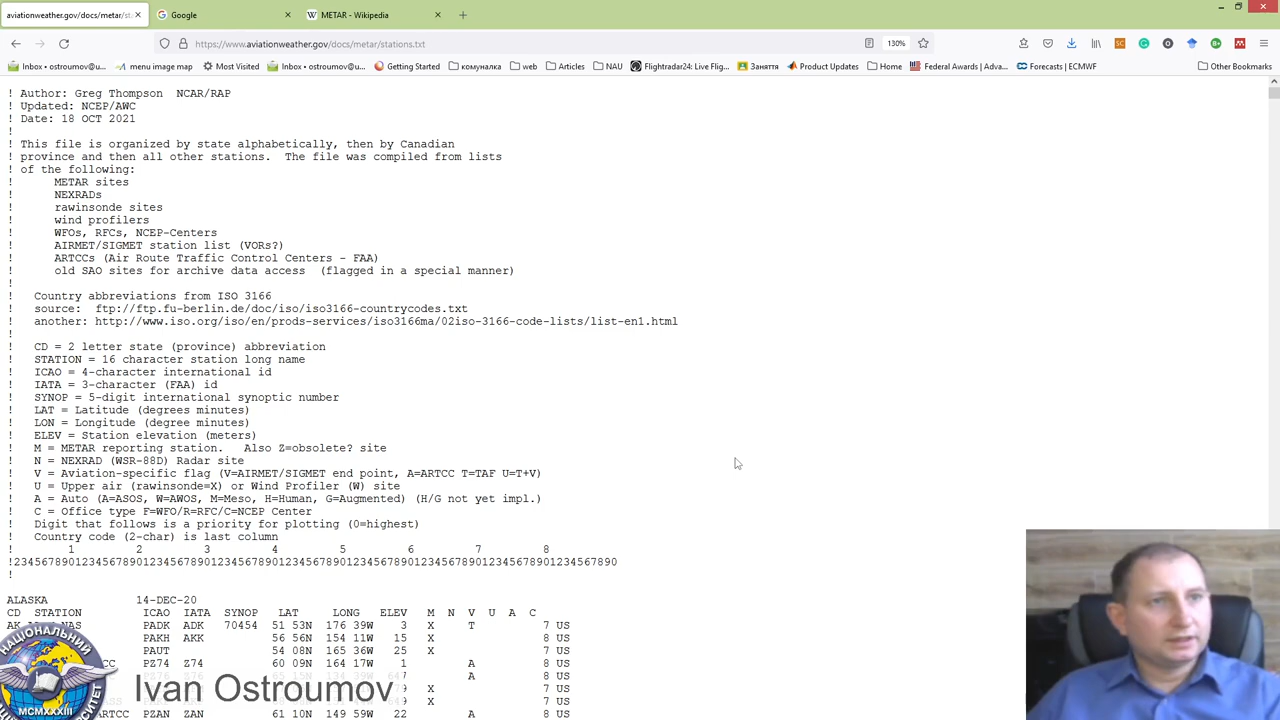 aviationweather.gov/docs/metar/st
Google
METAR - Wikipedia
https://www.aviationweather.gov/docs/metar/stations.txt
130%
Inbox • ostroumov@u...
menu image map
Most Visited
Inbox • ostroumov@u...
Getting Started
комуналка
web
Articles
NAU
Flightradar24: Live Flig...
Заняття
Product Updates
Home
Federal Awards | Adva...
Forecasts | ECMWF
Other Bookmarks
! Author: Greg Thompson NCAR/RAP
! Updated: NCEP/AWC
! Date: 18 OCT 2021
!
! This file is organized by state alphabetically, then by Canadian
! province and then all other stations. The file was compiled from lists
! of the following:
! METAR sites
! NEXRADs
! rawinsonde sites
! wind profilers
! WFOs, RFCs, NCEP-Centers
! AIRMET/SIGMET station list (VORs?)
! ARTCCs (Air Route Traffic Control Centers - FAA)
! old SAO sites for archive data access (flagged in a special manner)
!
! Country abbreviations from ISO 3166
! source: ftp://ftp.fu-berlin.de/doc/iso/iso3166-countrycodes.txt
! another: http://www.iso.org/iso/en/prods-services/iso3166ma/02iso-3166-code-lists/list-en1.html
!
! CD = 2 letter state (province) abbreviation
! STATION = 16 character station long name
! ICAO = 4-character international id
! IATA = 3-character (FAA) id
! SYNOP = 5-digit international synoptic number
! LAT = Latitude (degrees minutes)
! LON = Longitude (degree minutes)
! ELEV = Station elevation (meters)
! M = METAR reporting station. Also Z=obsolete? site
! N = NEXRAD (WSR-88D) Radar site
! V = Aviation-specific flag (V=AIRMET/SIGMET end point, A=ARTCC T=TAF U=T+V)
! U = Upper air (rawinsonde=X) or Wind Profiler (W) site
! A = Auto (A=ASOS, W=AWOS, M=Meso, H=Human, G=Augmented) (H/G not yet impl.)
! C = Office type F=WFO/R=RFC/C=NCEP Center
! Digit that follows is a priority for plotting (0=highest)
! Country code (2-char) is last column
! 1 2 3 4 5 6 7 8
!2345678901234567890123456789012345678901234567890123456789012345678901234567890
!
ALASKA 14-DEC-20
CD STATION ICAO IATA SYNOP LAT LONG ELEV M N V U A C
AK NAS PADK ADK 70454 51 53N 176 39W 3 X T 7 US
PAKH AKK 56 56N 154 11W 15 X 8 US
PAUT 54 08N 165 36W 25 X 7 US
CC PZ74 Z74 60 09N 164 17W 1 A 8 US
A 8 US
79 X 7 US
X 7 US
ARTCC PZAN ZAN 61 10N 149 59W 22 A 8 US
НАЦІОНАЛЬНИЙ
MCMXXXIII
Ivan Ostroumov